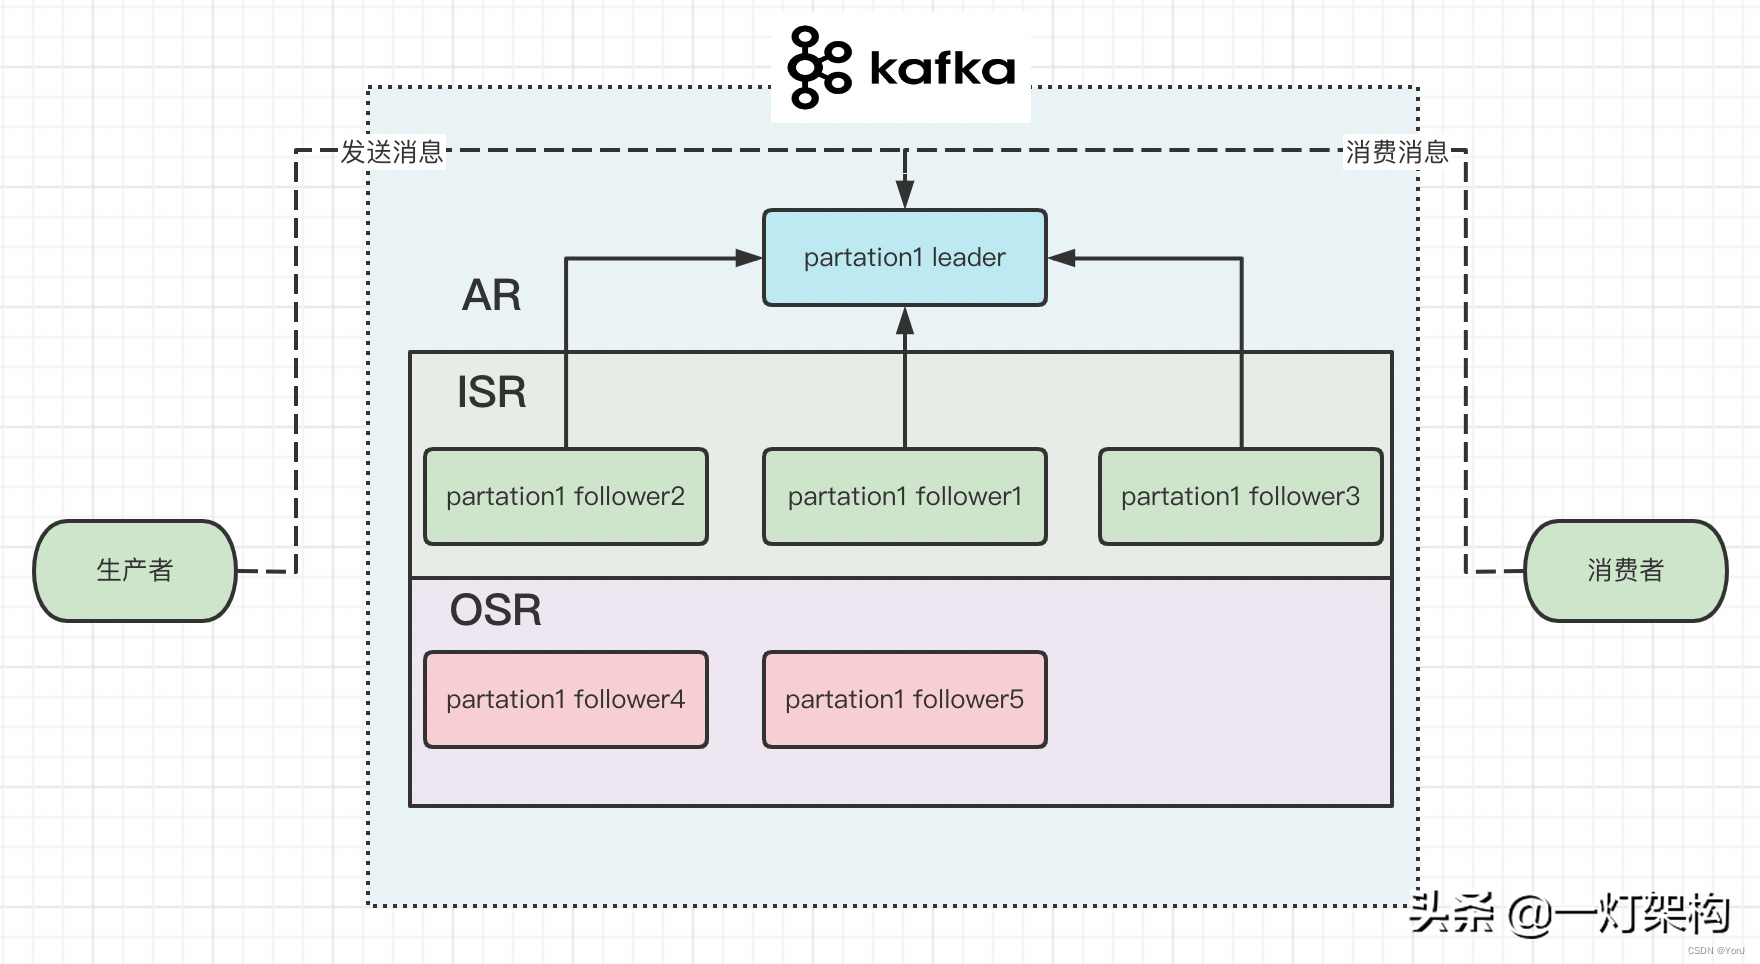 kafka
发送消息
消费消息
partation1 leader
AR
ISR
partation1 follower2
partation1 follower1
partation1 follower3
生产者
消费者
OSR
partation1 follower4
partation1 follower5
头条 @一灯架构
CSDN @YonJ